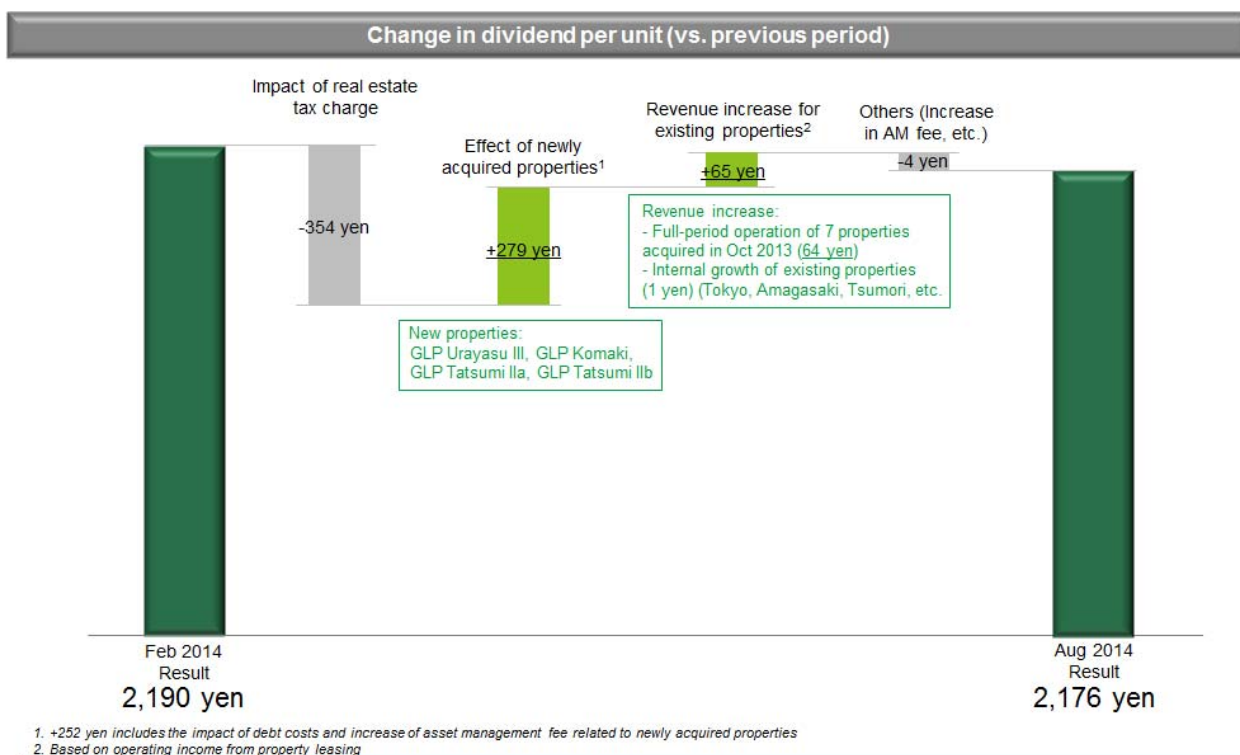 Change in dividend per unit (vs. previous period)
Impact of real estate
tax charge
-354 yen
Effect of newly
acquired properties1
+279 yen
New properties:
GLP Urayasu III, GLP Komaki,
GLP Tatsumi IIa, GLP Tatsumi IIb
Revenue increase for
existing properties2
+65 yen
Revenue increase:
- Full-period operation of 7 properties
acquired in Oct 2013 (64 yen)
- Internal growth of existing properties
(1 yen) (Tokyo, Amagasaki, Tsumori, etc.
Others (Increase
in AM fee, etc.)
-4 yen
Feb 2014
Result
2,190 yen
Aug 2014
Result
2,176 yen
1. +252 yen includes the impact of debt costs and increase of asset management fee related to newly acquired properties
2. Based on operating income from property leasing